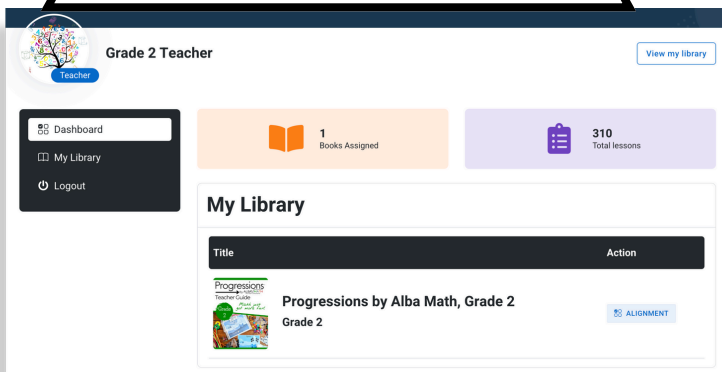 Grade 2 Teacher
Teacher
View my library
Dashboard
My Library
Logout
1
Books Assigned
310
Total lessons
My Library
Title
Action
Progressions
Teacher Guide
Progressions by Alba Math, Grade 2
Grade 2
ALIGNMENT